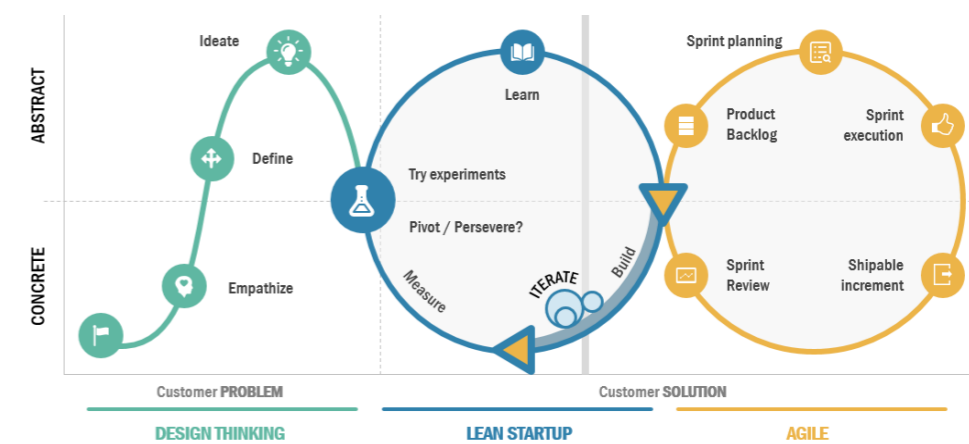 ABSTRACT
CONCRETE
Ideate
Define
Empathize
Learn
Try experiments
Pivot / Persevere?
Measure
ITERATE
Build
Sprint planning
Product
Backlog
Sprint
execution
Sprint
Review
Shipable
increment
Customer PROBLEM
Customer SOLUTION
DESIGN THINKING
LEAN STARTUP
AGILE